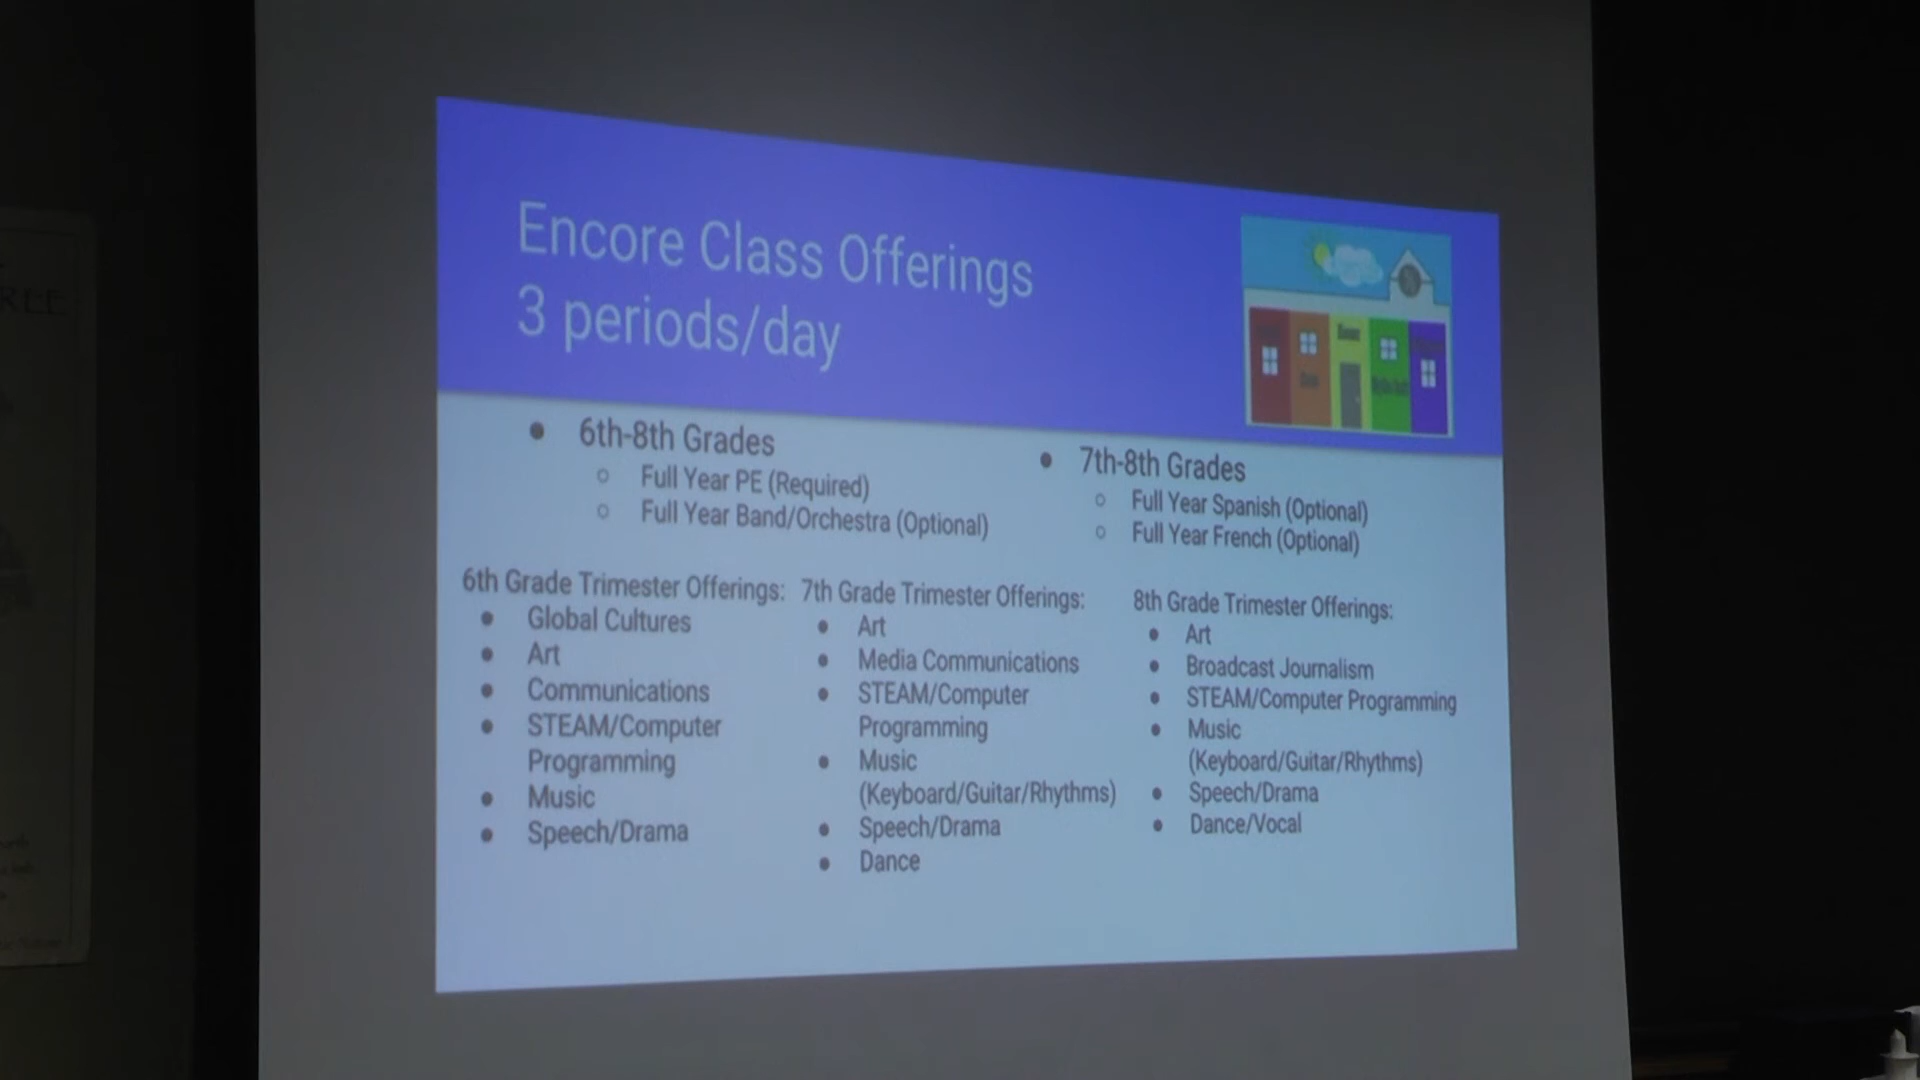 Encore Class Offerings
3 periods/day
6th-8th Grades
Full Year PE (Required)
Full Year Band/Orchestra (Optional)
7th-8th Grades
Full Year Spanish (Optional)
Full Year French (Optional)
6th Grade Trimester Offerings:
Global Cultures
Art
Communications
STEAM/Computer
Programming
Music
Speech/Drama
7th Grade Trimester Offerings:
Art
Media Communications
STEAM/Computer
Programming
Music
(Keyboard/Guitar/Rhythms)
Speech/Drama
Dance
8th Grade Trimester Offerings:
Art
Broadcast Journalism
STEAM/Computer Programming
Music
(Keyboard/Guitar/Rhythms)
Speech/Drama
Dance/Vocal